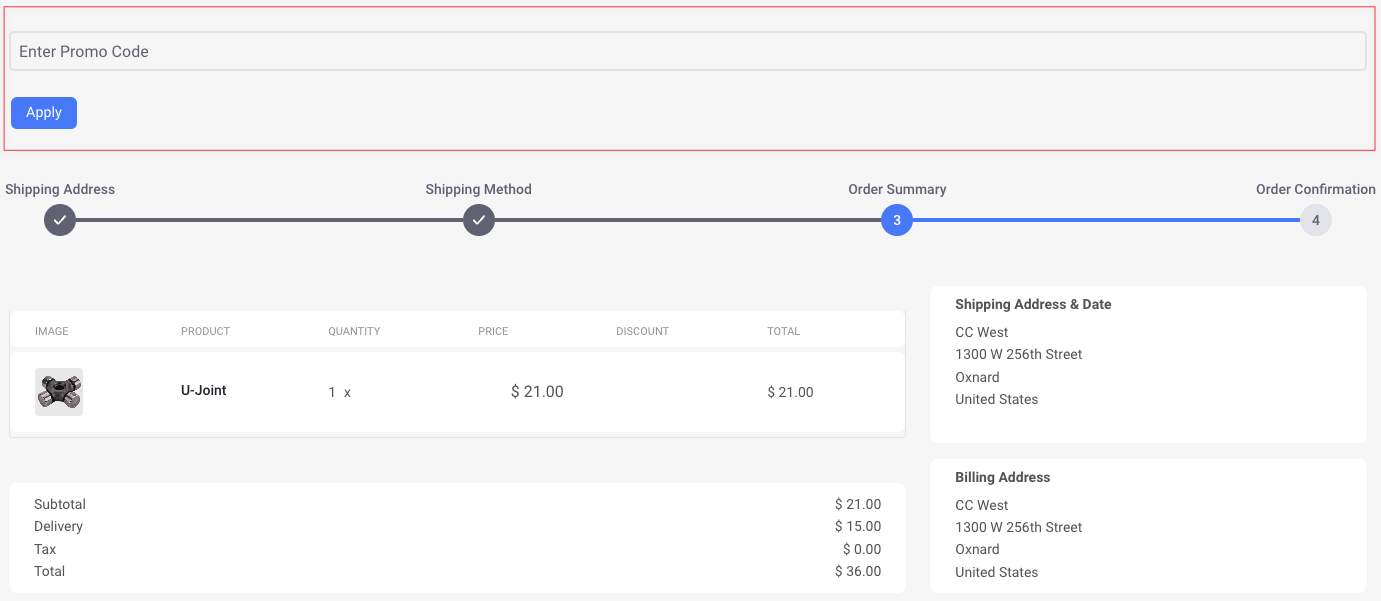 Enter Promo Code
Apply
Shipping Address Shipping Method Order Summary Order Confirmation
3 4
IMAGE PRODUCT QUANTITY PRICE DISCOUNT TOTAL
U-Joint 1 x $ 21.00 $ 21.00
Subtotal $ 21.00
Delivery $ 15.00
Tax $ 0.00
Total $ 36.00
Shipping Address & Date
CC West
1300 W 256th Street
Oxnard
United States
Billing Address
CC West
1300 W 256th Street
Oxnard
United States